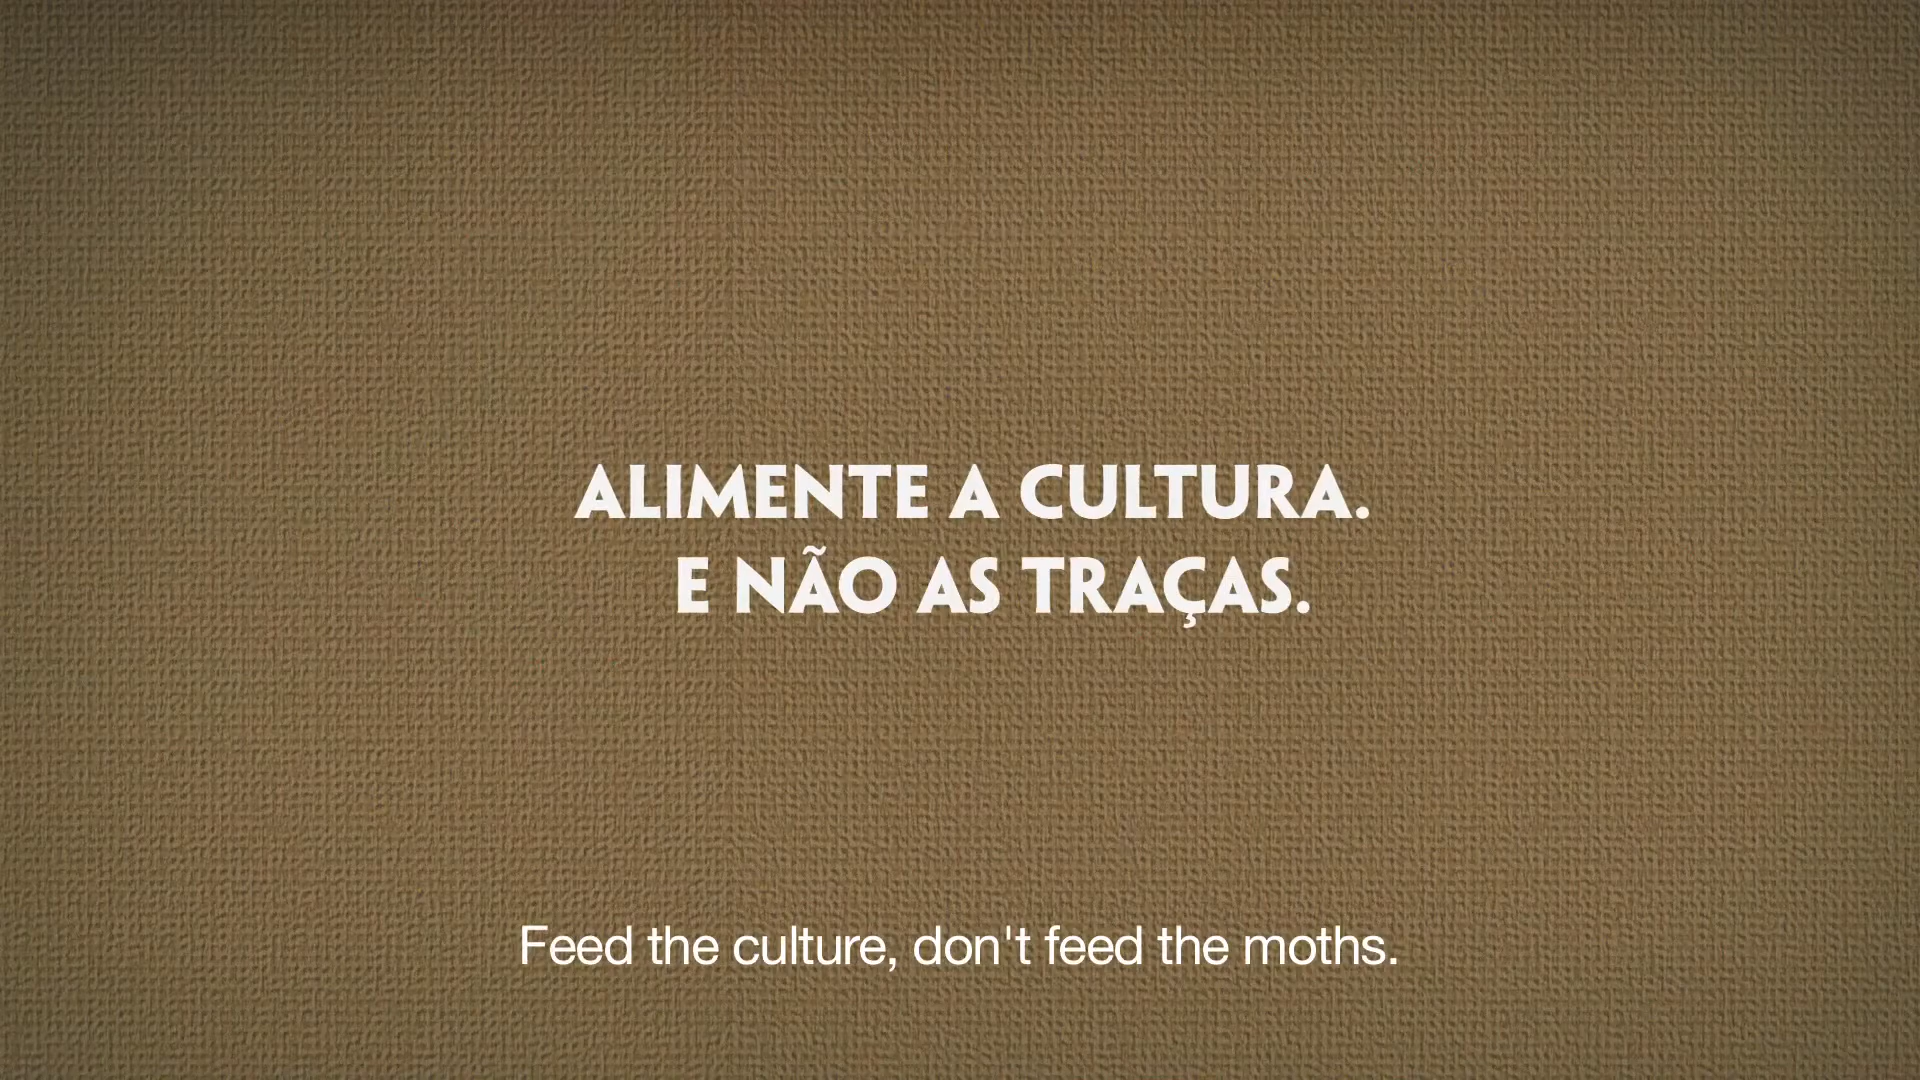 ALIMENTE A CULTURA.
E NÃO AS TRAÇAS.
Feed the culture, don't feed the moths.